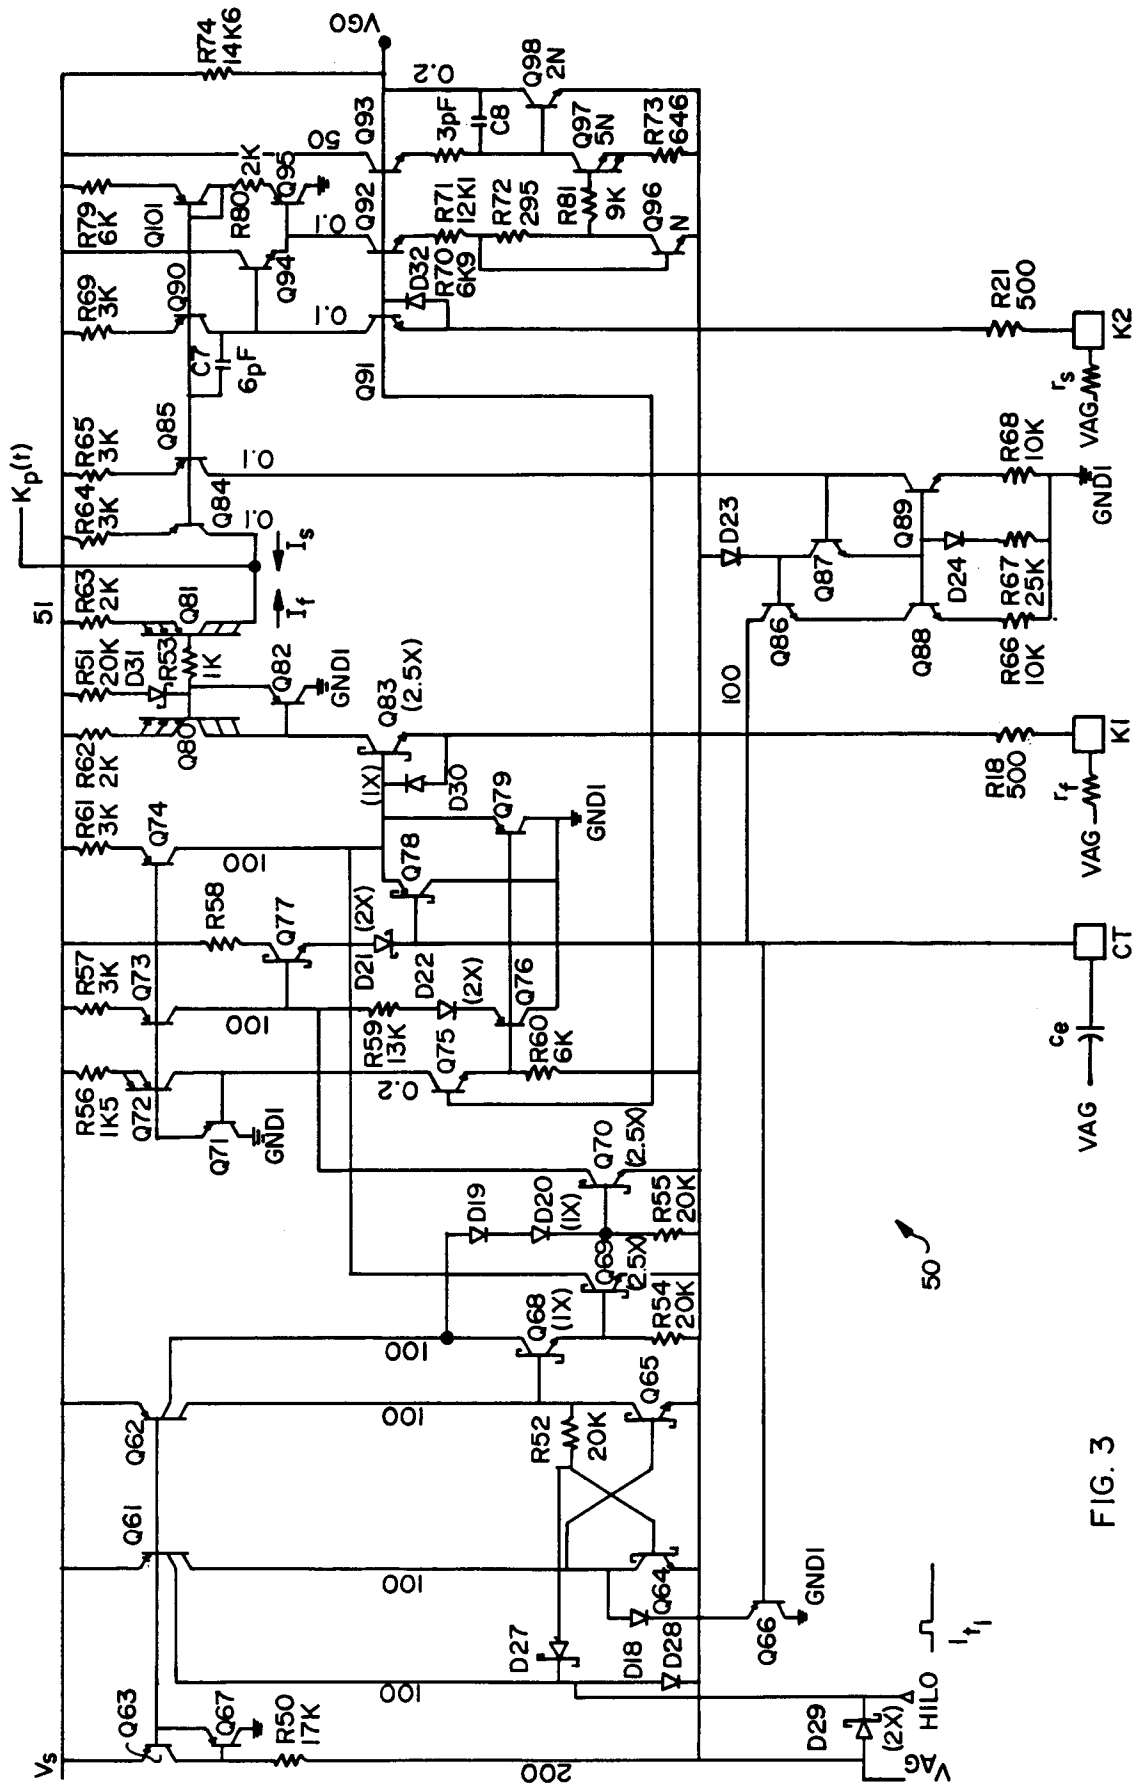 Vs
51
Kp(t)
Q63
Q67
R50
17K
200
Q61
Q62
100
100
100
100
R52
20K
Q68
(1X)
Q65
Q64
D27
D18
D28
Q66
GND1
HILO
t1
D29
(2X)
VAG
D19
D20
(1X)
Q69
(2.5X)
Q70
(2.5X)
R54
20K
R55
20K
R56
1K5
Q72
Q71
GND1
0.2
R57
3K
Q73
100
R58
Q77
D21
(2X)
D22
(2X)
R59
13K
Q75
Q76
R60
6K
R61
3K
Q74
100
Q78
Q79
GND1
(1X)
D30
Q83
(2.5X)
R62
2K
Q80
R51
20K
D31
R53
1K
Q82
GND1
R63
2K
Q81
If
Is
R64
3K
Q84
0.1
R65
3K
Q85
0.1
C7
6pF
R69
3K
Q90
0.1
Q91
R79
6K
Q101
R80
2K
Q94
Q95
0.1
50
Q92
Q93
R74
14K6
VG0
D32
R70
6K9
R71
12K1
R72
295
3pF
C8
0.2
Q98
2N
Q97
5N
R81
9K
Q96
N
R73
646
100
D23
Q86
Q87
Q88
Q89
D24
R66
10K
R67
25K
R68
10K
GND1
VAG
ce
CT
VAG
rf
R18
500
K1
VAG
rs
R21
500
K2
50
FIG. 3